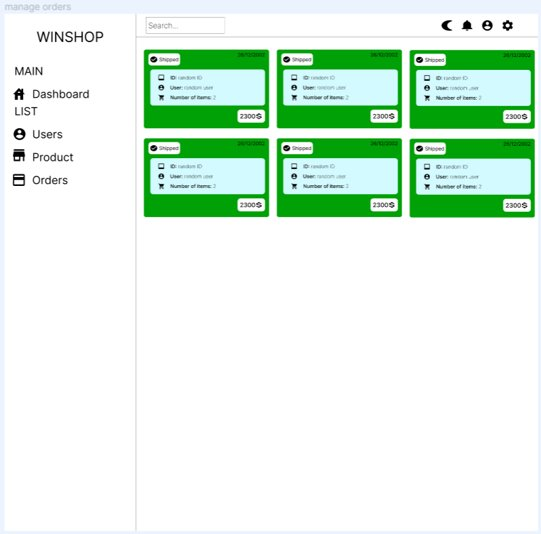 manage orders
WINSHOP
MAIN
Dashboard
LIST
Users
Product
Orders
Search...
Shipped
26/12/2002
ID: random ID
User: random user
Number of items: 2
2300$
Shipped
26/12/2002
ID: random ID
User: random user
Number of items: 2
2300$
Shipped
26/12/2002
ID: random ID
User: random user
Number of items: 2
2300$
Shipped
26/12/2002
ID: random ID
User: random user
Number of items: 2
2300$
Shipped
26/12/2002
ID: random ID
User: random user
Number of items: 2
2300$
Shipped
26/12/2002
ID: random ID
User: random user
Number of items: 2
2300$